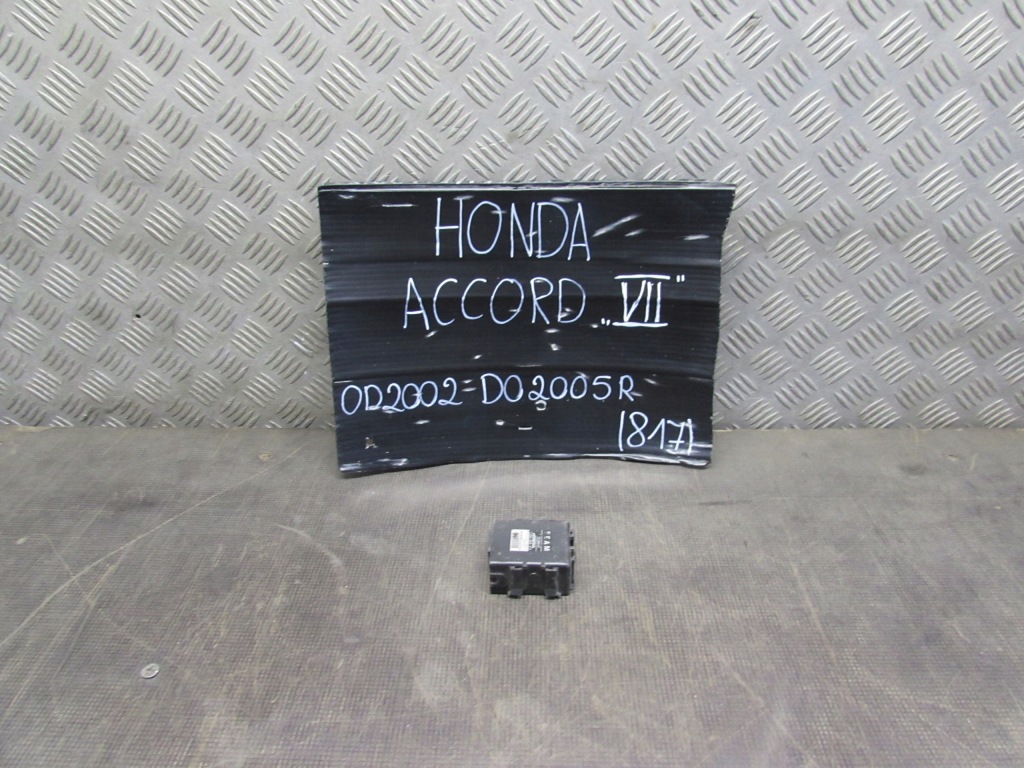 HONDA
ACCORD „VII"
OD2002-DO2005R
(817)